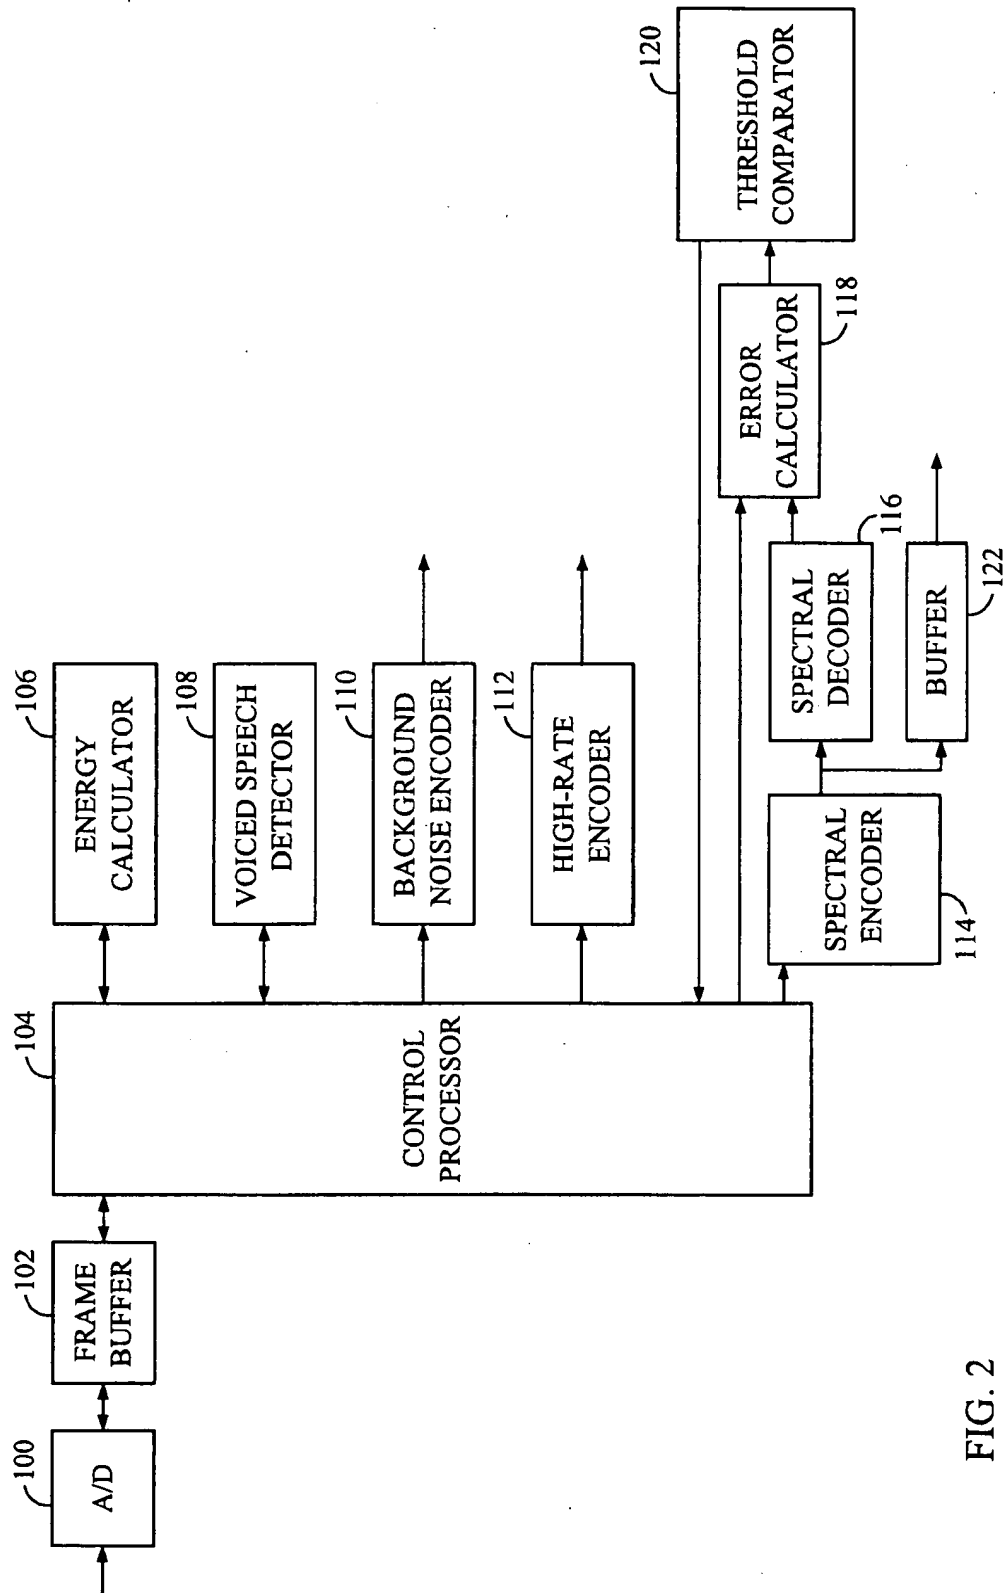 100
A/D
102
FRAME
BUFFER
104
CONTROL
PROCESSOR
106
ENERGY
CALCULATOR
108
VOICED SPEECH
DETECTOR
110
BACKGROUND
NOISE ENCODER
112
HIGH-RATE
ENCODER
SPECTRAL
ENCODER
114
SPECTRAL
DECODER
116
BUFFER
122
ERROR
CALCULATOR
118
120
THRESHOLD
COMPARATOR
FIG. 2